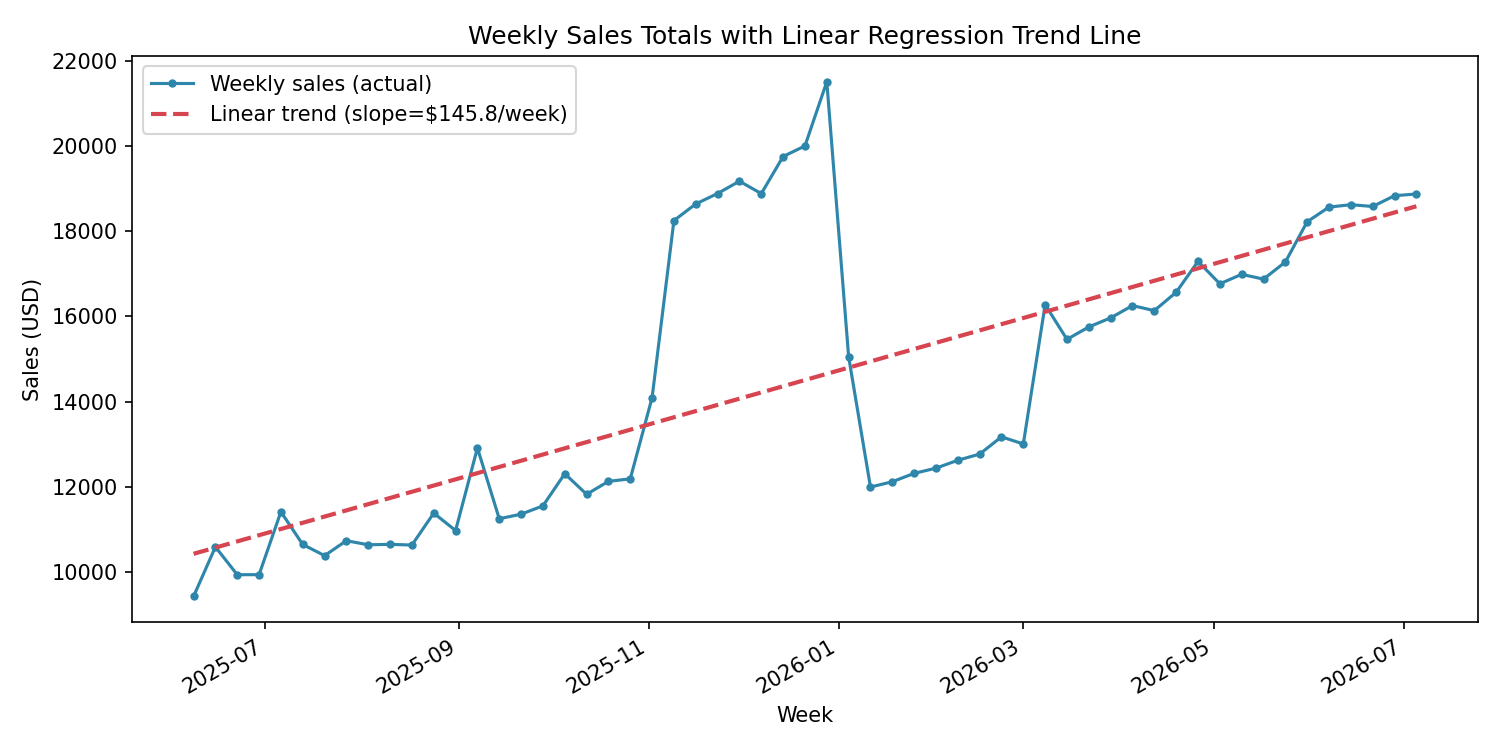 Weekly Sales Totals with Linear Regression Trend Line
Weekly sales (actual)
Linear trend (slope=$145.8/week)
22000
20000
18000
16000
14000
12000
10000
Sales (USD)
2025-07
2025-09
2025-11
2026-01
2026-03
2026-05
2026-07
Week